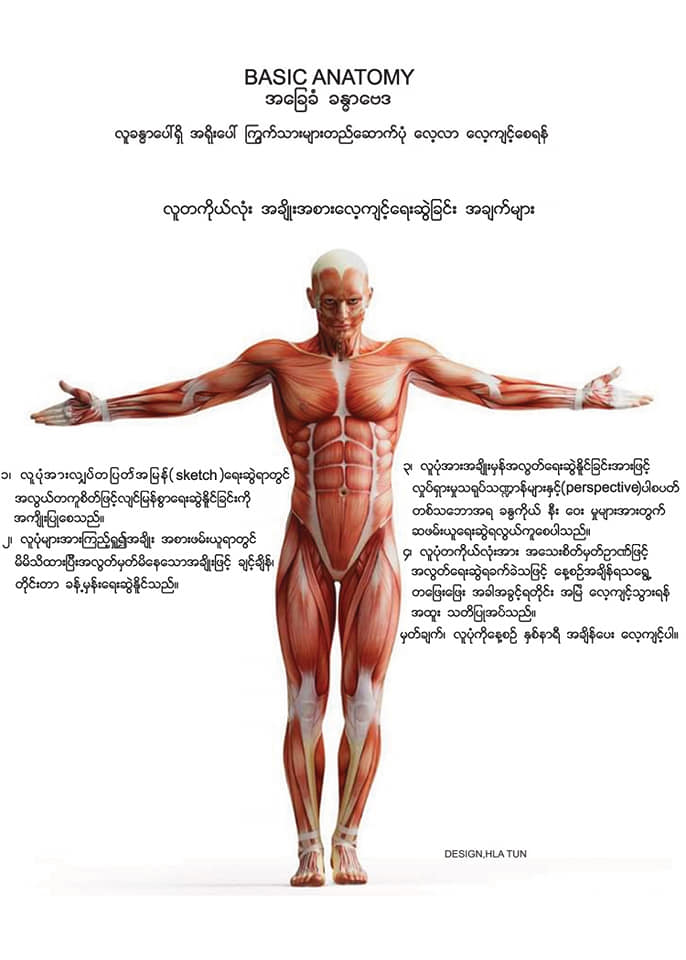 BASIC ANATOMY
အခြေခံ ခန္ဓာဗေဒ
လူခန္ဓာပေါ်ရှိ အရိုးပေါ် ကြွက်သားများတည်ဆောက်ပုံ လေ့လာ လေ့ကျင့်စေရန်
လူတကိုယ်လုံး အချိုးအစားလေ့ကျင့်ရေးဆွဲခြင်း အချက်များ
၁၊ လူပုံအားလျှပ်တပြတ်အမြန်( sketch)ရေးဆွဲရာတွင်
အလွယ်တကူစိတ်ဖြင့်လျင်မြန်စွာရေးဆွဲနိူင်ခြင်းကို
အကျိုးပြုစေသည်။
၂၊ လူပုံများအားကြည့်ရှု၍အချိုး အစားဖမ်းယူရာတွင်
မိမိသိထားပြီးအလွတ်မှတ်မိနေသောအချိုးဖြင့် ချင့်ချိန်၊
တိုင်းတာ ခန့်မှန်းရေးဆွဲနိူင်သည်။
၃၊ လူပုံအားအချိုးမှန်အလွတ်ရေးဆွဲနိူင်ခြင်းအားဖြင့်
လှုပ်ရှားမှုသရုပ်သဏ္ဌာန်များနှင့်(perspective)ပါစပတ်
တစ်သဘောအရ ခန္ဓကိုယ် နီး ဝေး မှုများအားတွက်
ဆဖမ်းယူရေးဆွဲရလွယ်ကူစေပါသည်။
၄၊ လူပုံတကိုယ်လုံးအား အသေးစိတ်မှတ်ဉာဏ်ဖြင့်
အလွတ်ရေးဆွဲရခက်ခဲသဖြင့် နေ့စဉ်အချိန်ရသရွေ့
တဖြေးဖြေး အခါအခွင့်ရတိုင်း အမြဲ လေ့ကျင့်သွားရန်
အထူး သတိပြုအပ်သည်။
မှတ်ချက်၊ လူပုံကိုနေ့စဉ် နှစ်နာရီ အချိန်ပေး လေ့ကျင့်ပါ။
DESIGN,HLA TUN